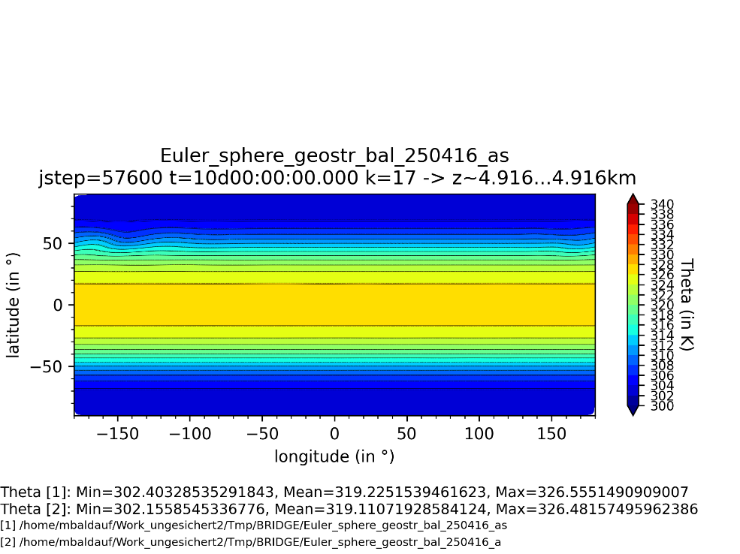 Euler_sphere_geostr_bal_250416_as
jstep=57600 t=10d00:00:00.000 k=17 -> z~4.916...4.916km
340
338
336
334
332
330
328
326
324
322
320
318
316
314
312
310
308
306
304
302
300
Theta (in K)
50
0
−50
latitude (in °)
−150 −100 −50 0 50 100 150
longitude (in °)
Theta [1]: Min=302.40328535291843, Mean=319.2251539461623, Max=326.5551490909007
Theta [2]: Min=302.1558545336776, Mean=319.11071928584124, Max=326.48157495962386
[1] /home/mbaldauf/Work_ungesichert2/Tmp/BRIDGE/Euler_sphere_geostr_bal_250416_as
[2] /home/mbaldauf/Work_ungesichert2/Tmp/BRIDGE/Euler_sphere_geostr_bal_250416_a